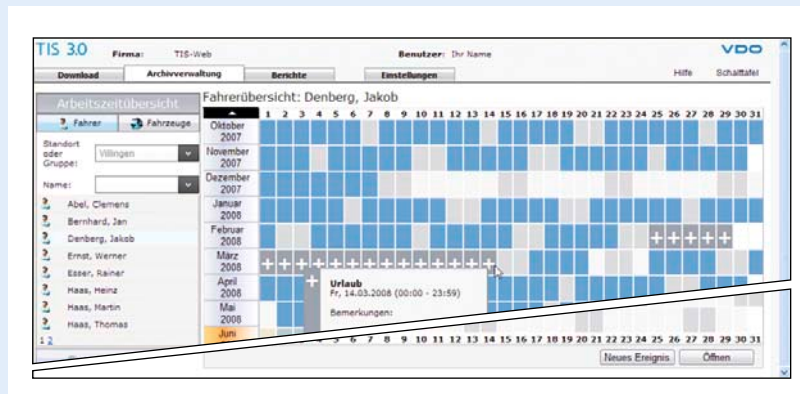 TIS 3.0 Firma: TIS-Web Benutzer: Ihr Name VDO
Download Archivverwaltung Berichte Einstellungen Hilfe Schalttafel
Arbeitszeitübersicht
Fahrer Fahrzeuge
Standort oder Gruppe: Villingen
Name:
Abel, Clemens
Bernhard, Jan
Denberg, Jakob
Ernst, Werner
Esser, Rainer
Haas, Heinz
Haas, Martin
Haas, Thomas
1 2
Fahrerübersicht: Denberg, Jakob
1 2 3 4 5 6 7 8 9 10 11 12 13 14 15 16 17 18 19 20 21 22 23 24 25 26 27 28 29 30 31
Oktober 2007
November 2007
Dezember 2007
Januar 2008
Februar 2008
März 2008
April 2008
Mai 2008
Juni
Urlaub
Fr, 14.03.2008 (00:00 - 23:59)
Bemerkungen:
5 6 7 8 9 10 11 12 13 14 15 16 17 18 19 20 21 22 23 24 25 26 27 28 29 30 31
Neues Ereignis Öffnen